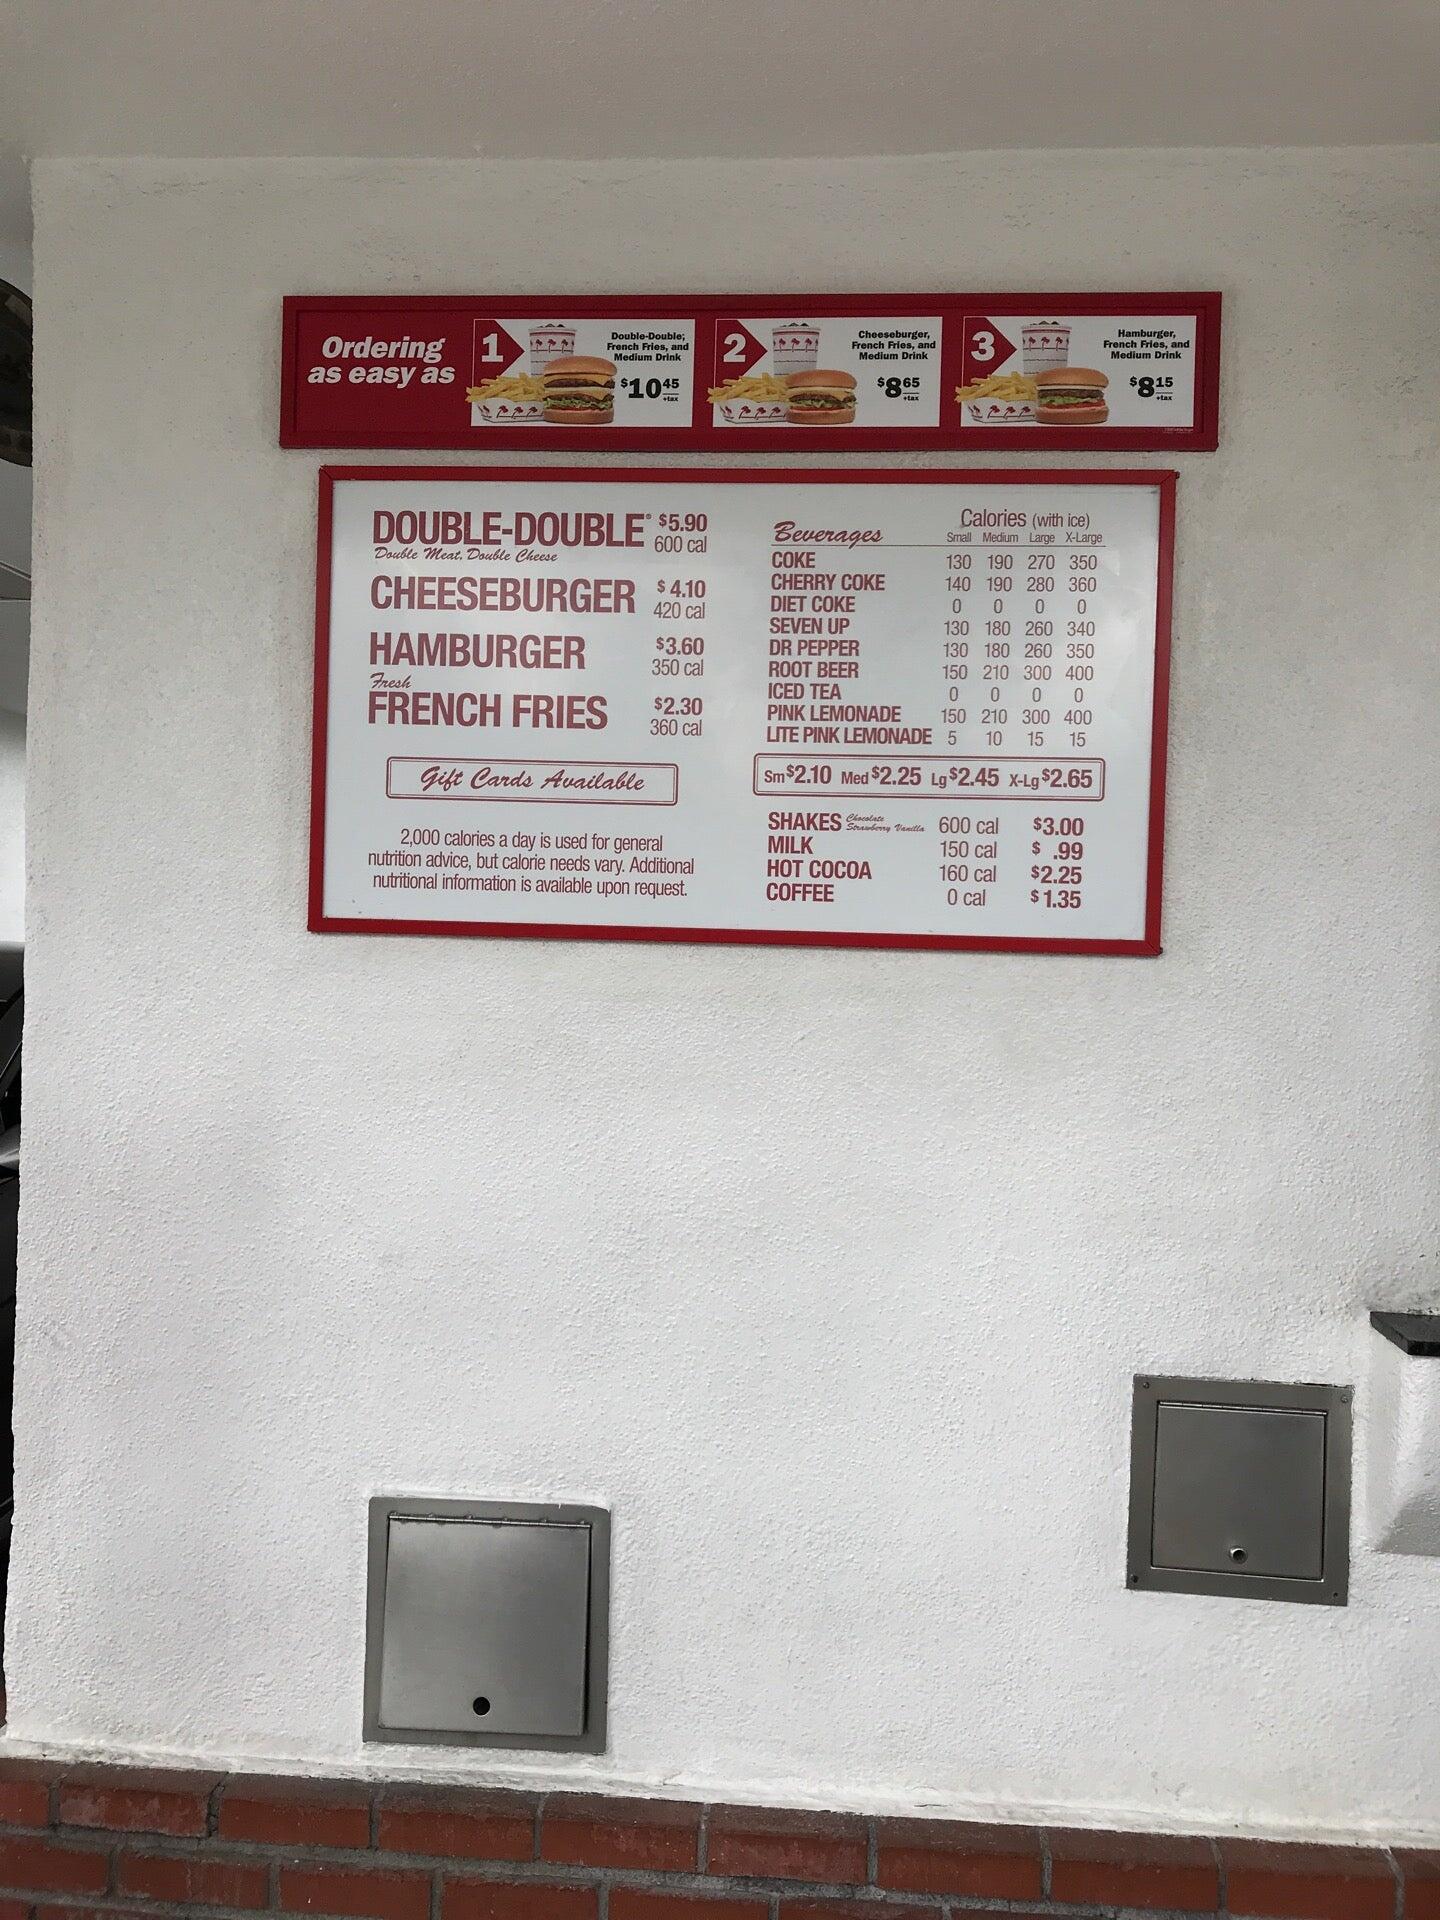 Ordering
as easy as
1
Double-Double,
French Fries, and
Medium Drink
$10 45
+tax
2
Cheeseburger,
French Fries, and
Medium Drink
$8 65
+tax
3
Hamburger,
French Fries, and
Medium Drink
$8 15
+tax
DOUBLE-DOUBLE® $5.90
Double Meat, Double Cheese 600 cal
CHEESEBURGER $4.10
420 cal
HAMBURGER $3.60
350 cal
Fresh
FRENCH FRIES $2.30
360 cal
Gift Cards Available
2,000 calories a day is used for general
nutrition advice, but calorie needs vary. Additional
nutritional information is available upon request.
Calories (with ice)
Beverages Small Medium Large X-Large
COKE 130 190 270 350
CHERRY COKE 140 190 280 360
DIET COKE 0 0 0 0
SEVEN UP 130 180 260 340
DR PEPPER 130 180 260 350
ROOT BEER 150 210 300 400
ICED TEA 0 0 0 0
PINK LEMONADE 150 210 300 400
LITE PINK LEMONADE 5 10 15 15
Sm $2.10 Med $2.25 Lg $2.45 X-Lg $2.65
SHAKES Chocolate Strawberry Vanilla 600 cal $3.00
MILK 150 cal $ .99
HOT COCOA 160 cal $2.25
COFFEE 0 cal $1.35